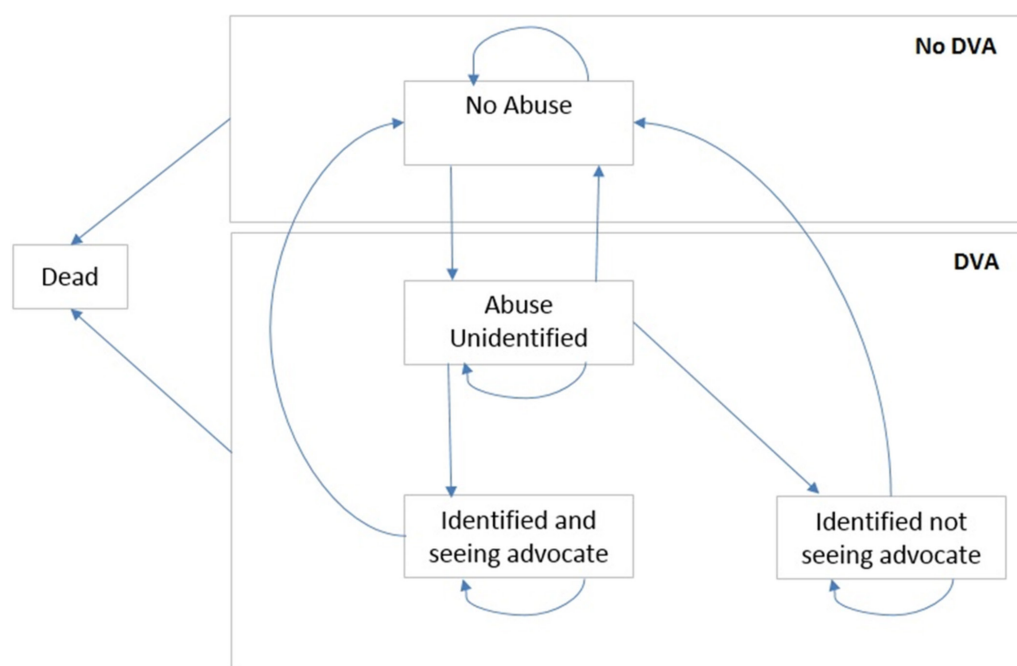 No DVA
No Abuse
Dead
DVA
Abuse
Unidentified
Identified and
seeing advocate
Identified not
seeing advocate